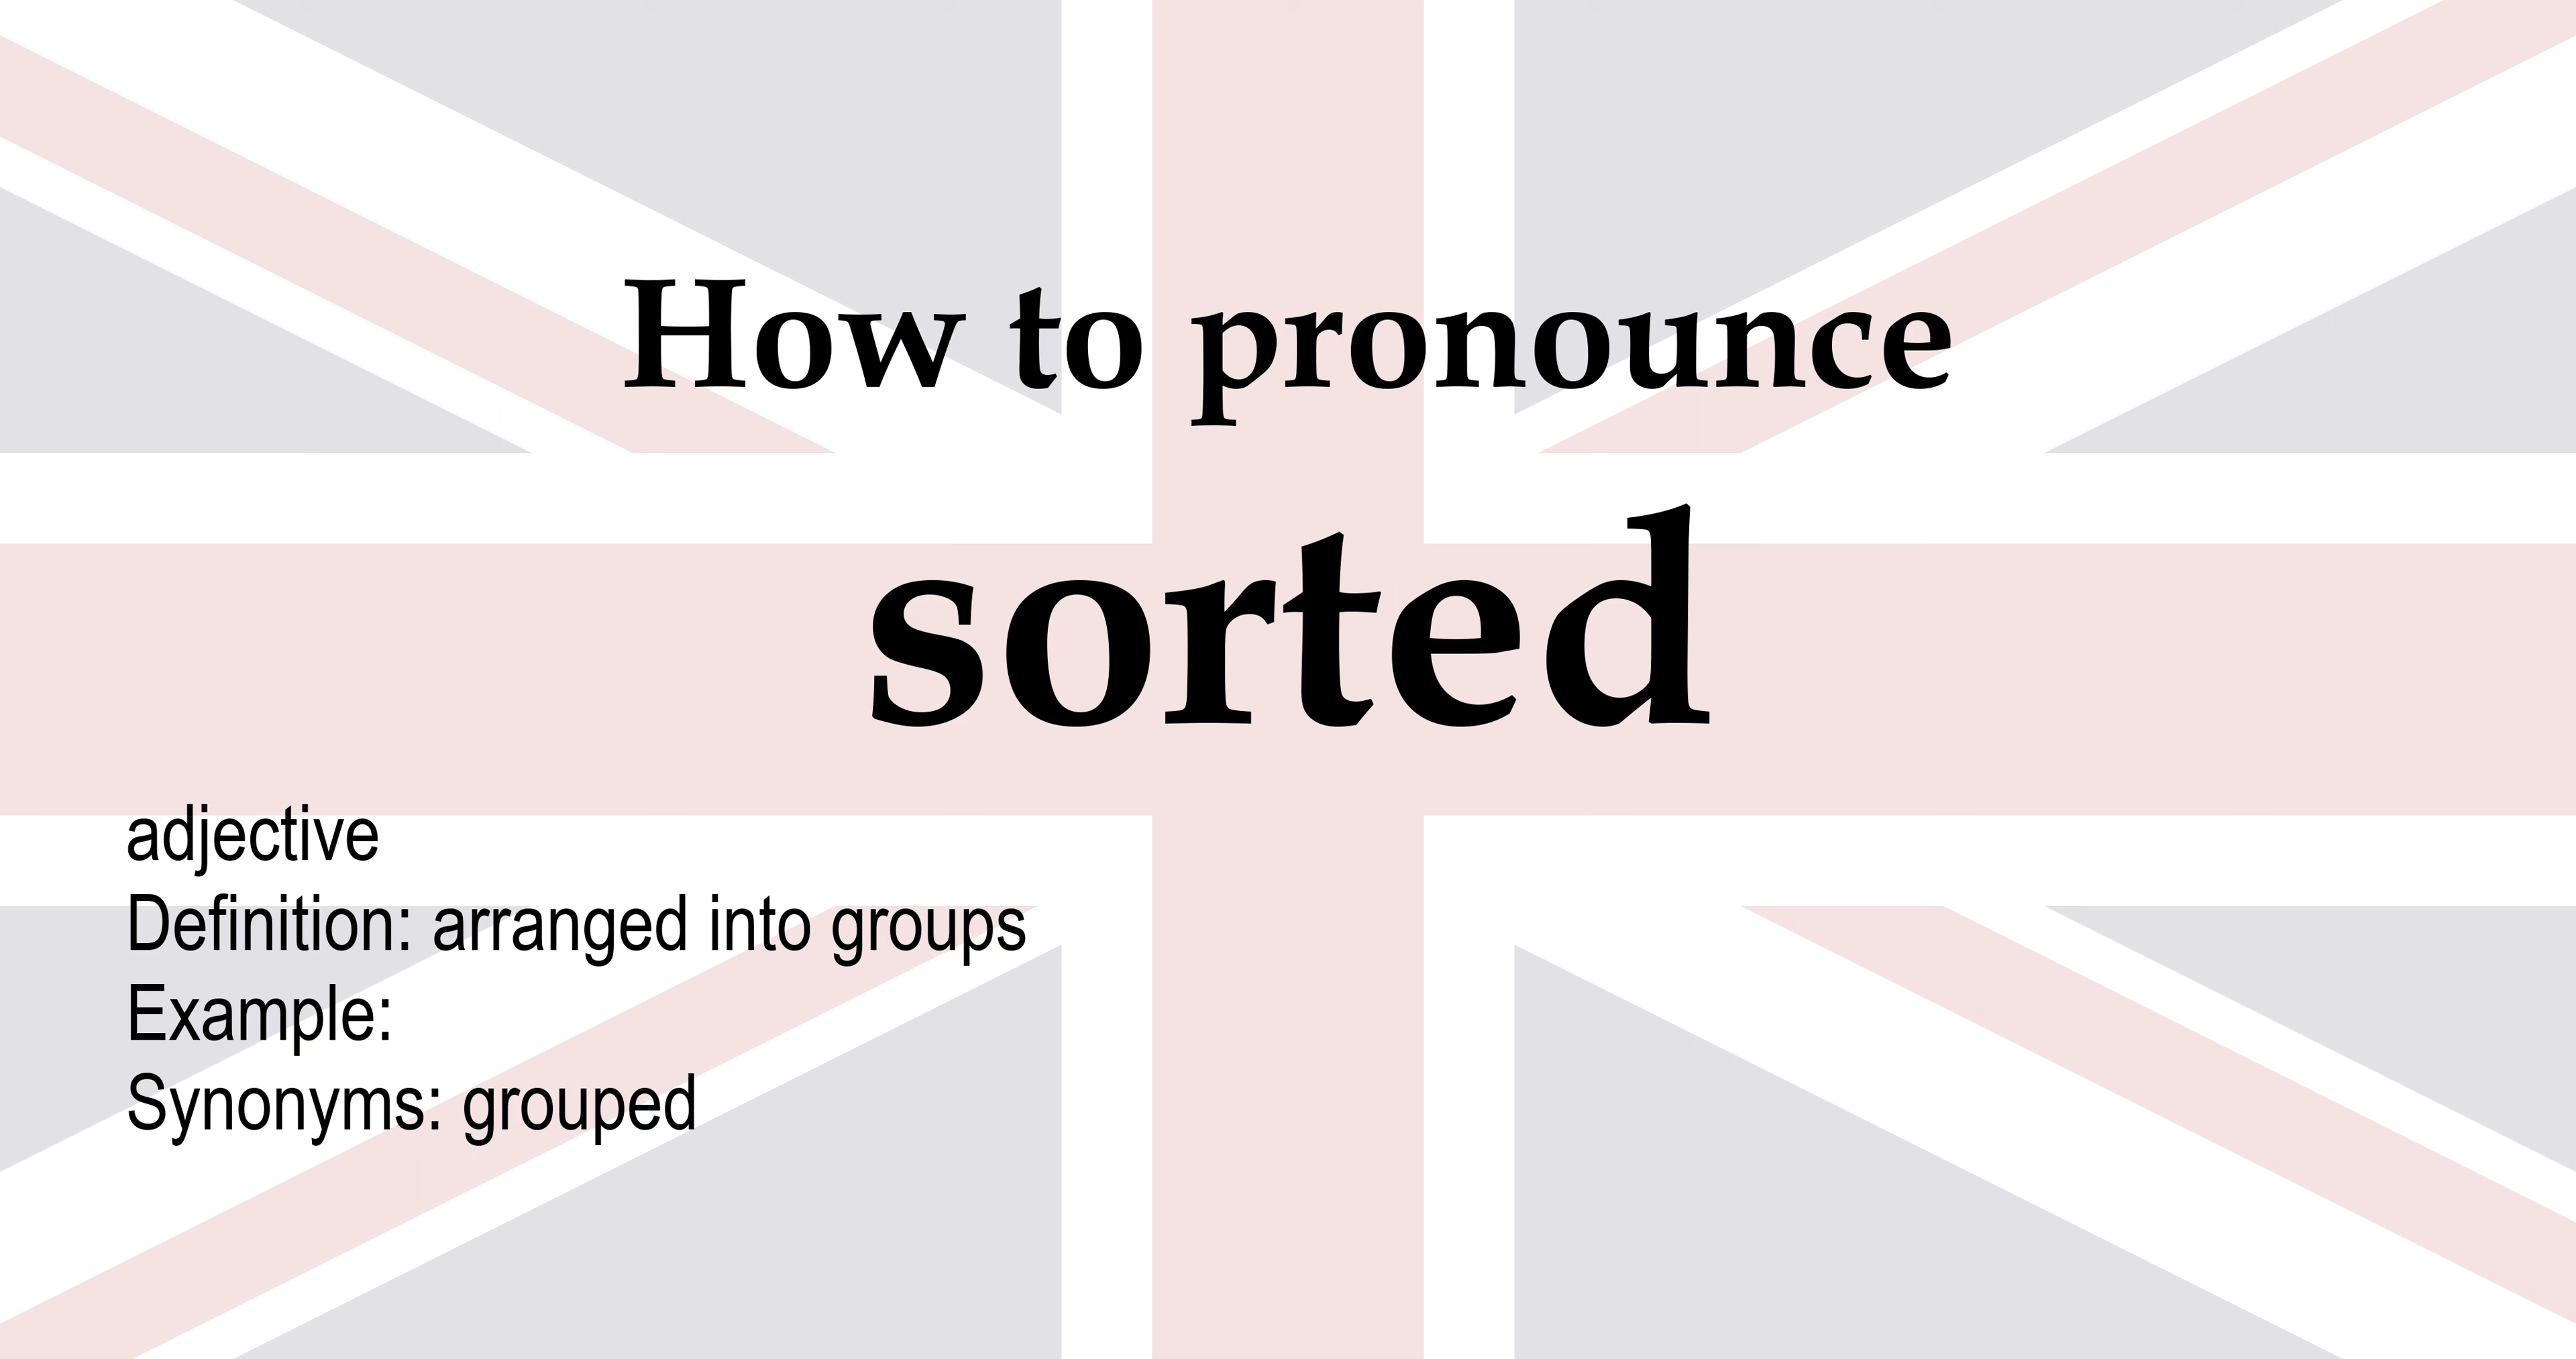 How to pronounce
sorted
adjective
Definition: arranged into groups
Example:
Synonyms: grouped